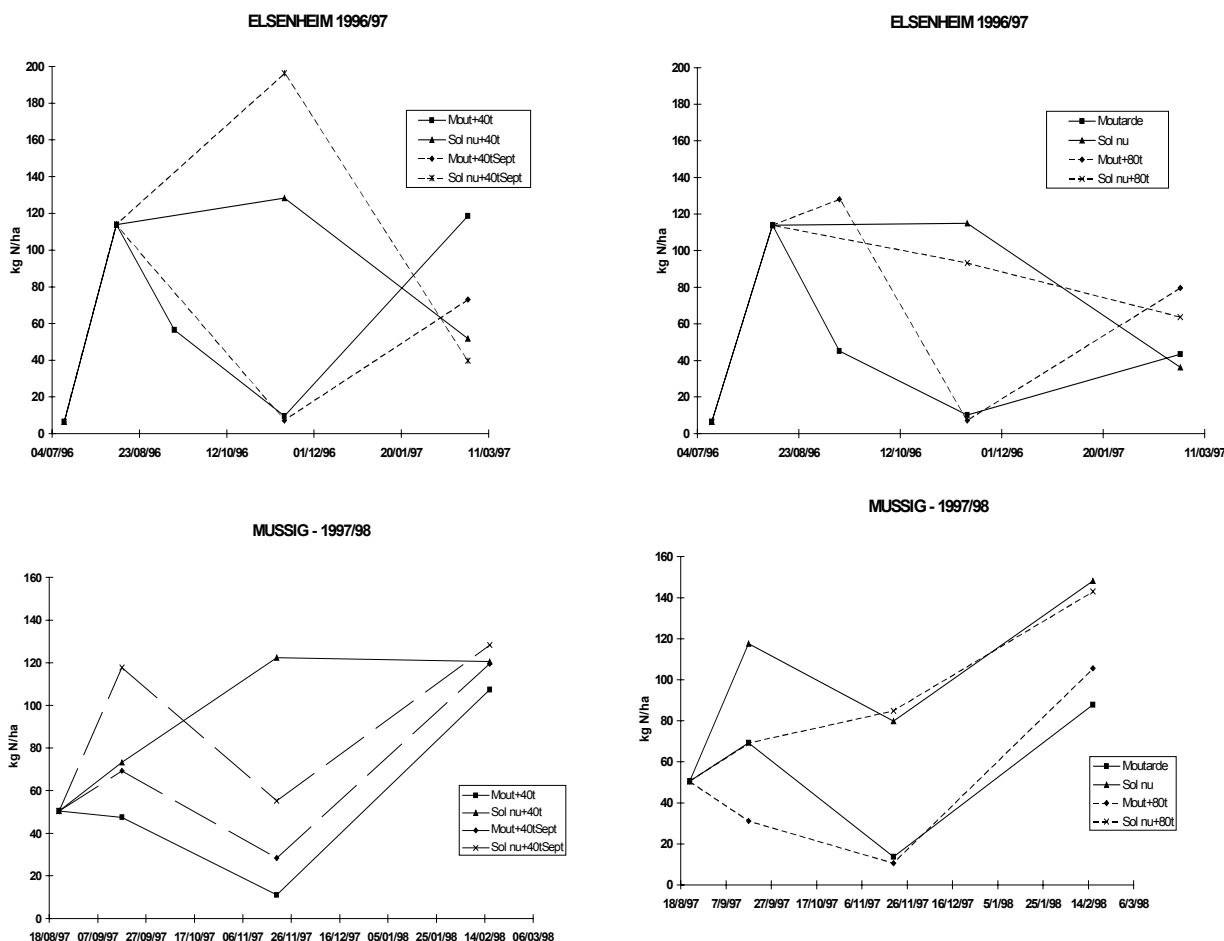 ELSENHEIM 1996/97
kg N/ha
200
180
160
140
120
100
80
60
40
20
0
04/07/96 23/08/96 12/10/96 01/12/96 20/01/97 11/03/97
Mout+40t
Sol nu+40t
Mout+40tSept
Sol nu+40tSept
ELSENHEIM 1996/97
kg N/ha
200
180
160
140
120
100
80
60
40
20
0
04/07/96 23/08/96 12/10/96 01/12/96 20/01/97 11/03/97
Moutarde
Sol nu
Mout+80t
Sol nu+80t
MUSSIG - 1997/98
kg N/ha
160
140
120
100
80
60
40
20
0
18/08/97 07/09/97 27/09/97 17/10/97 06/11/97 26/11/97 16/12/97 05/01/98 25/01/98 14/02/98 06/03/98
Mout+40t
Sol nu+40t
Mout+40tSept
Sol nu+40tSept
MUSSIG - 1997/98
kg N/ha
160
140
120
100
80
60
40
20
0
18/8/97 7/9/97 27/9/97 17/10/97 6/11/97 26/11/97 16/12/97 5/1/98 25/1/98 14/2/98 6/3/98
Moutarde
Sol nu
Mout+80t
Sol nu+80t